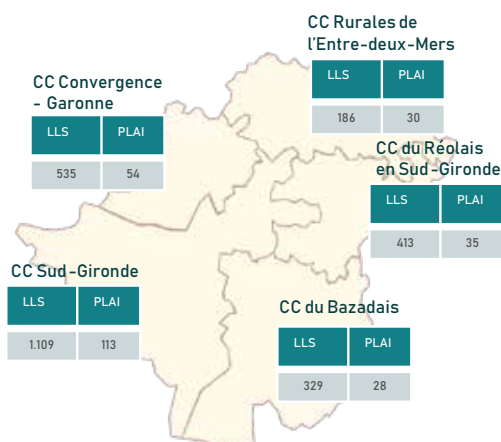 CC Rurales de
l'Entre-deux-Mers
LLS PLAI
186 30
CC Convergence
- Garonne
LLS PLAI
535 54
CC du Réolais
en Sud-Gironde
LLS PLAI
413 35
CC Sud-Gironde
LLS PLAI
1.109 113
CC du Bazadais
LLS PLAI
329 28